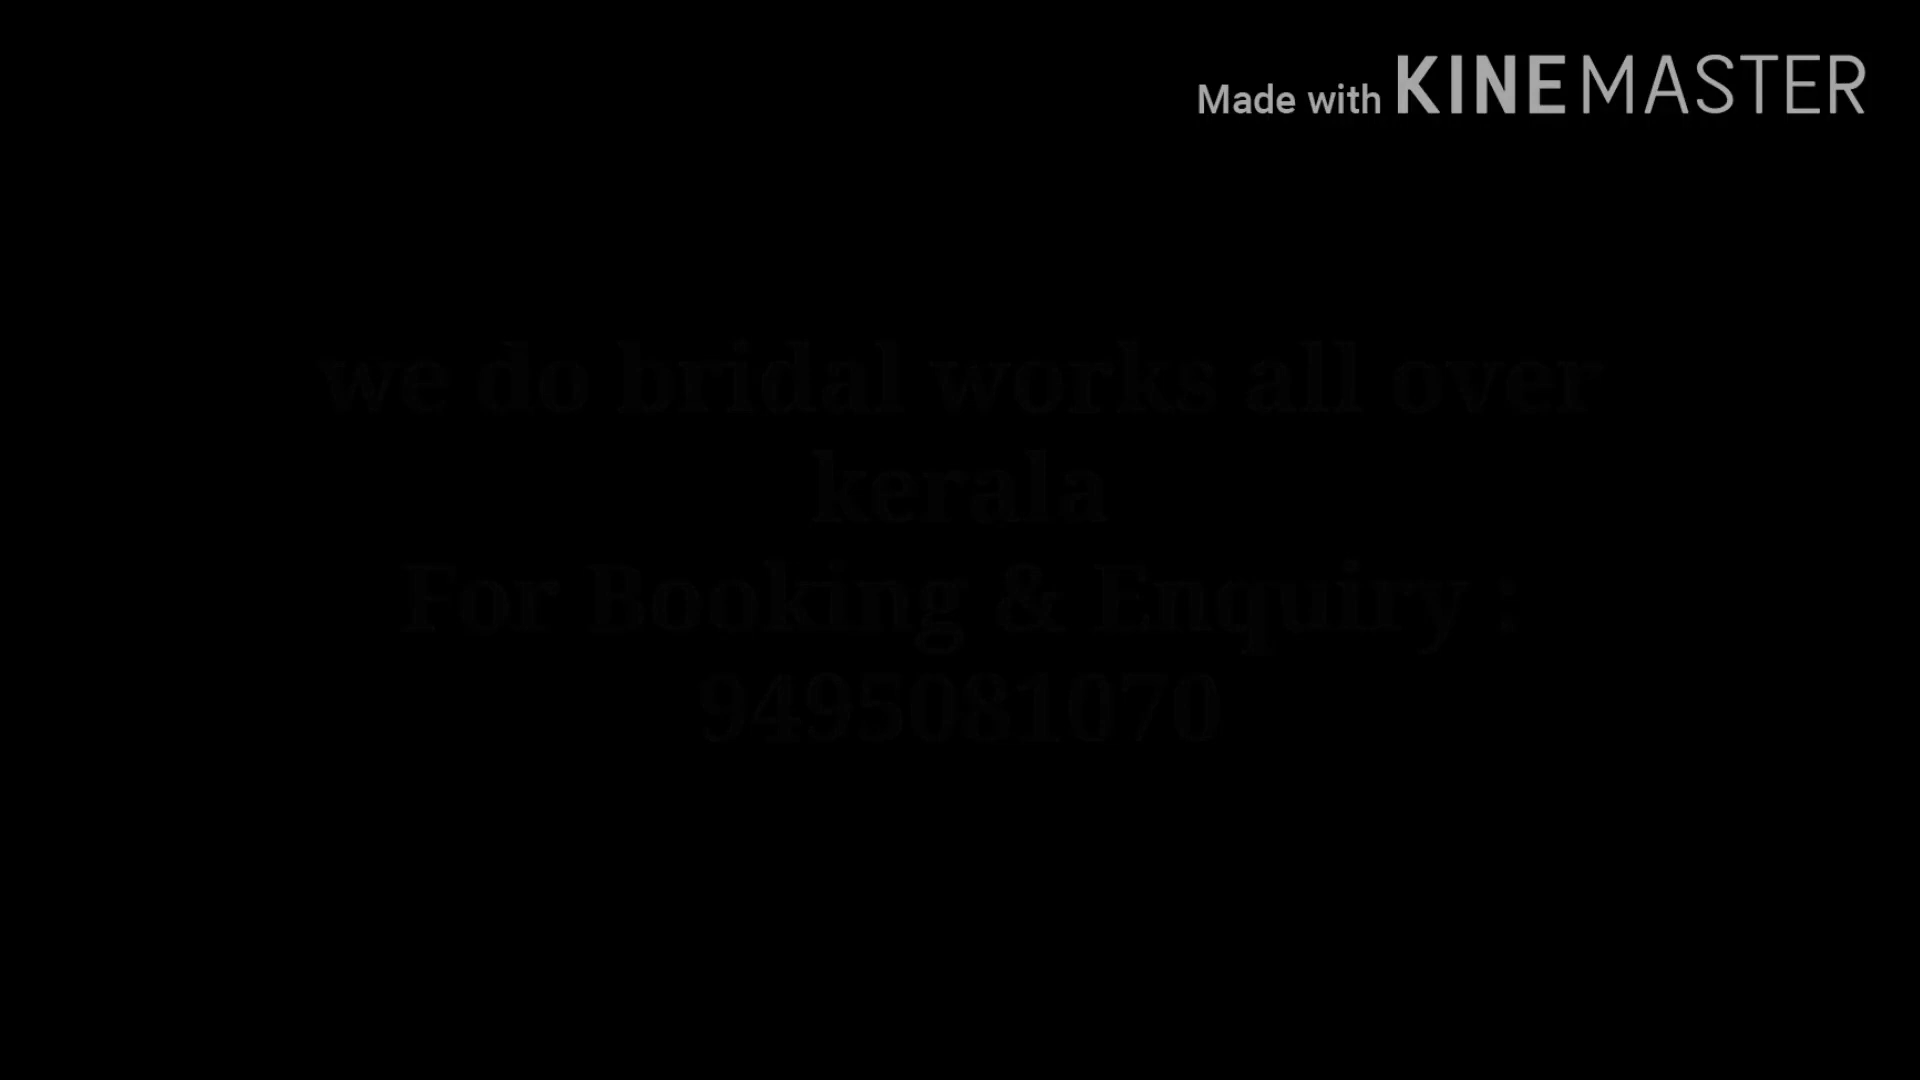 Made with KINEMASTER
we do bridal works all over
kerala
For Booking & Enquiry :
9495081070